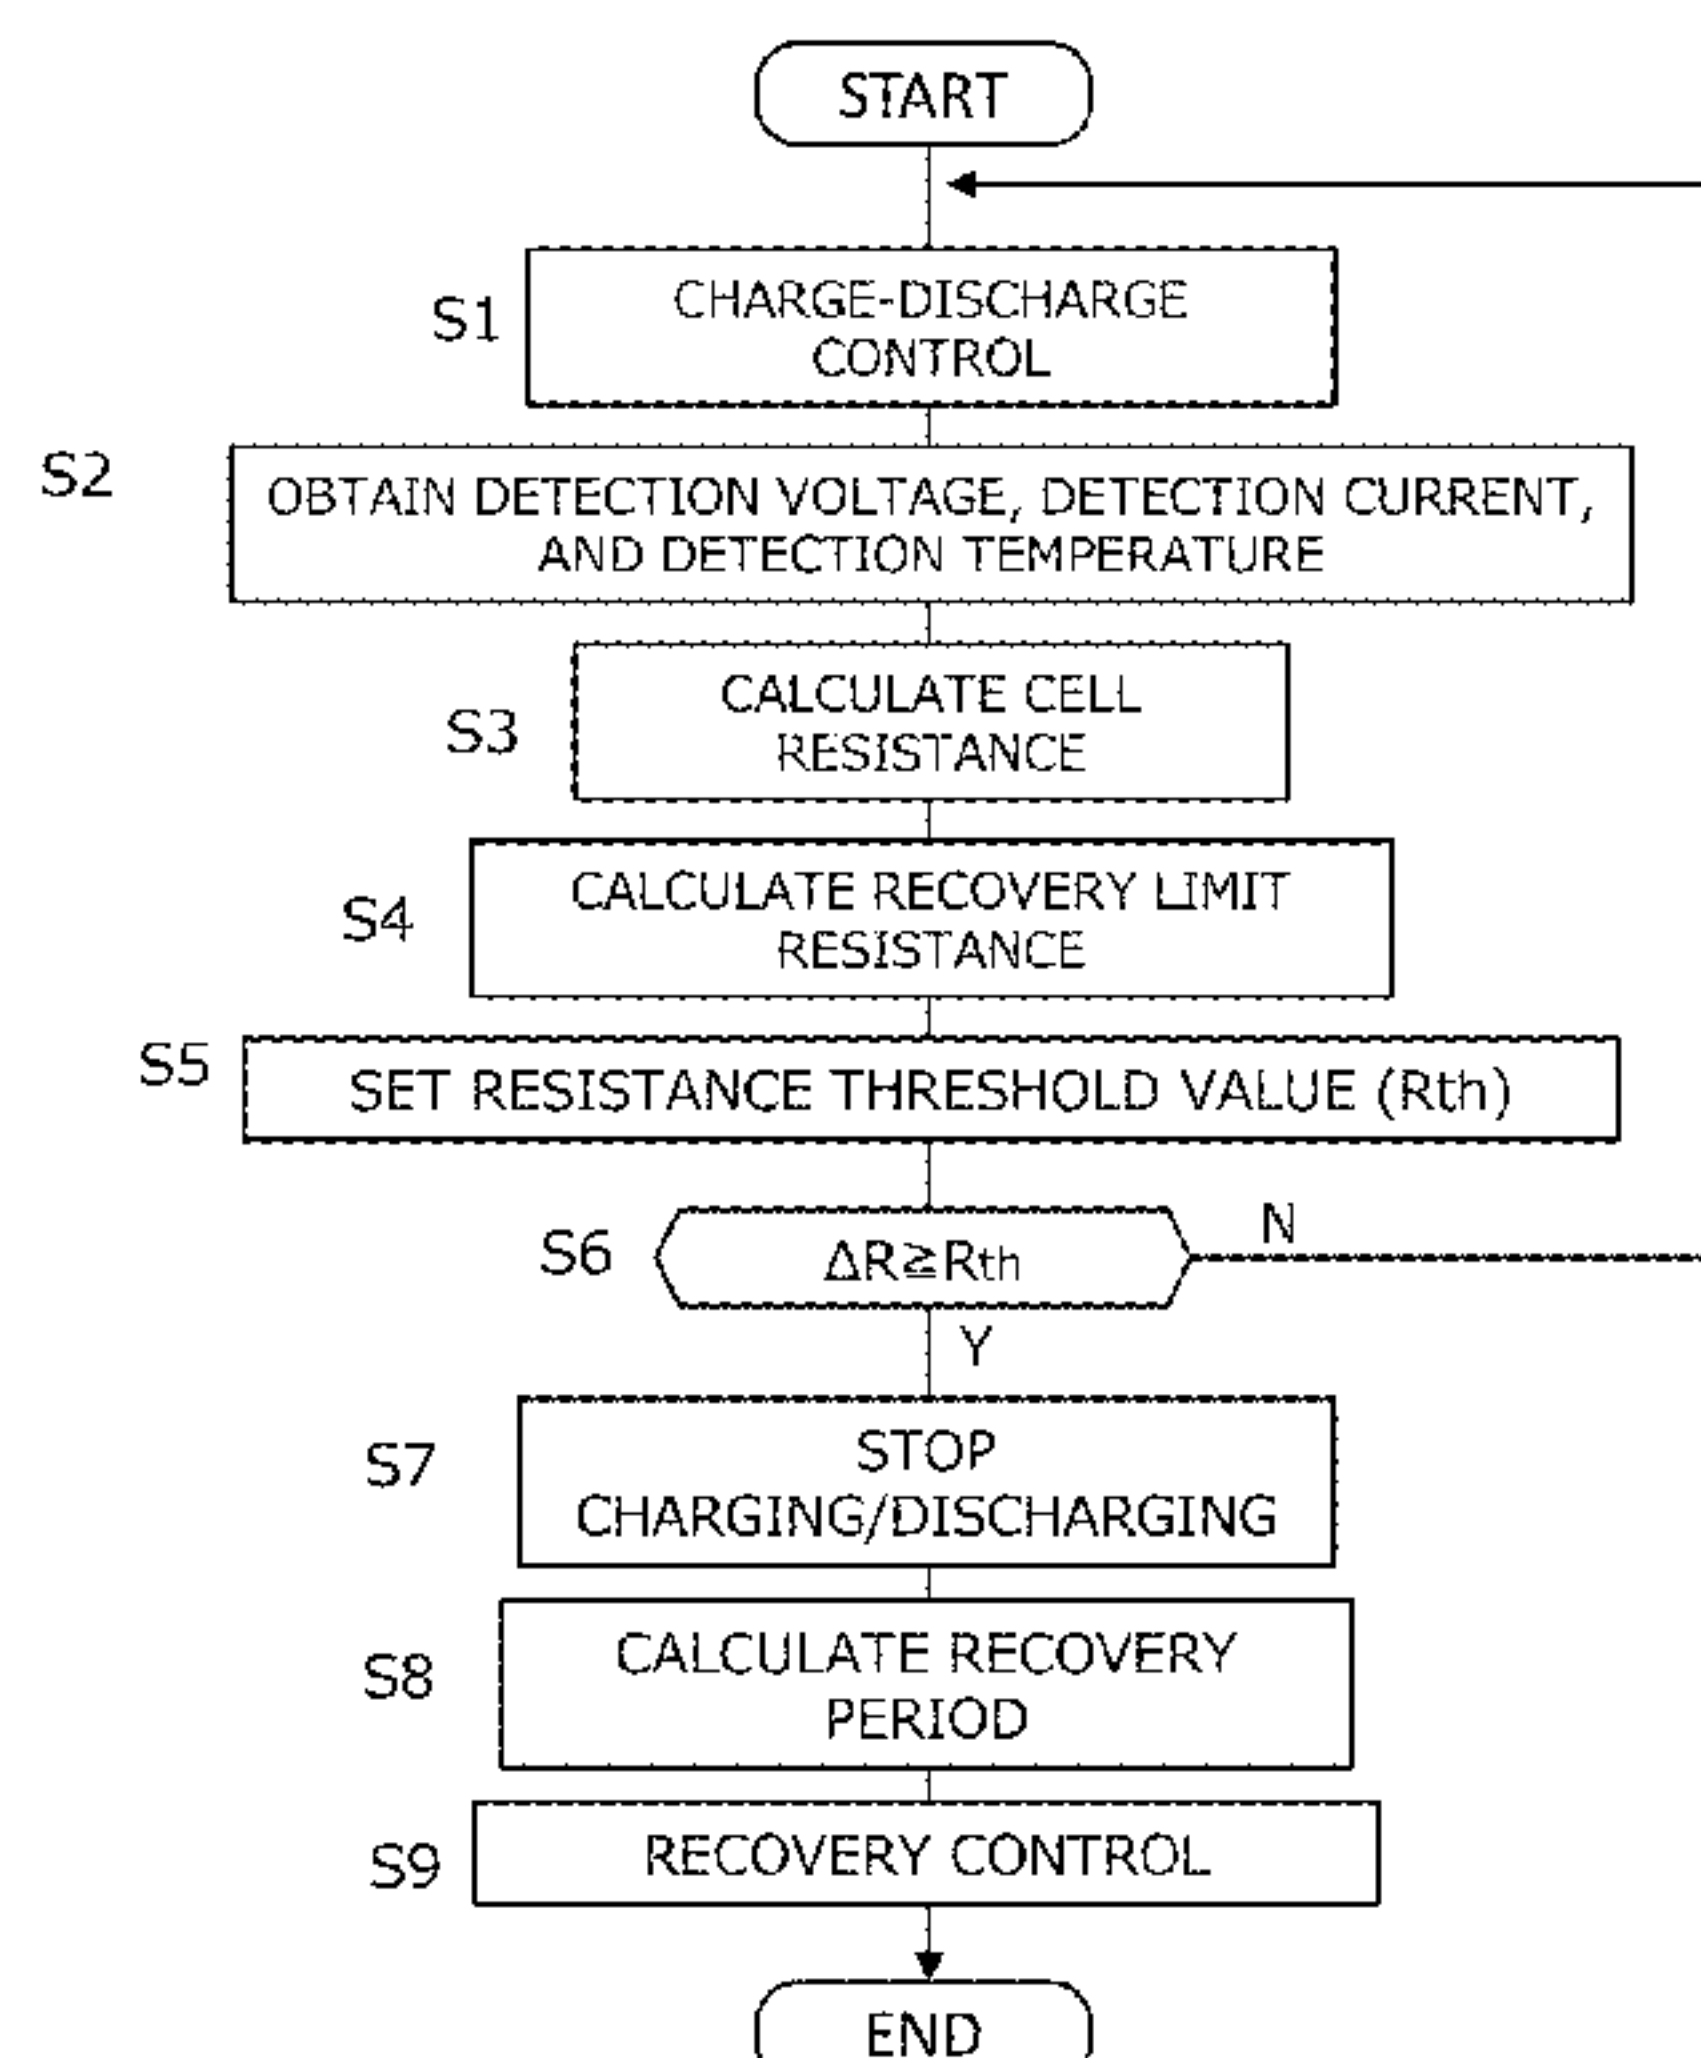 START
S1
CHARGE-DISCHARGE
CONTROL
S2
OBTAIN DETECTION VOLTAGE, DETECTION CURRENT,
AND DETECTION TEMPERATURE
S3
CALCULATE CELL
RESISTANCE
S4
CALCULATE RECOVERY LIMIT
RESISTANCE
S5
SET RESISTANCE THRESHOLD VALUE (Rth)
S6
ΔR≧Rth
N
Y
S7
STOP
CHARGING/DISCHARGING
S8
CALCULATE RECOVERY
PERIOD
S9
RECOVERY CONTROL
END